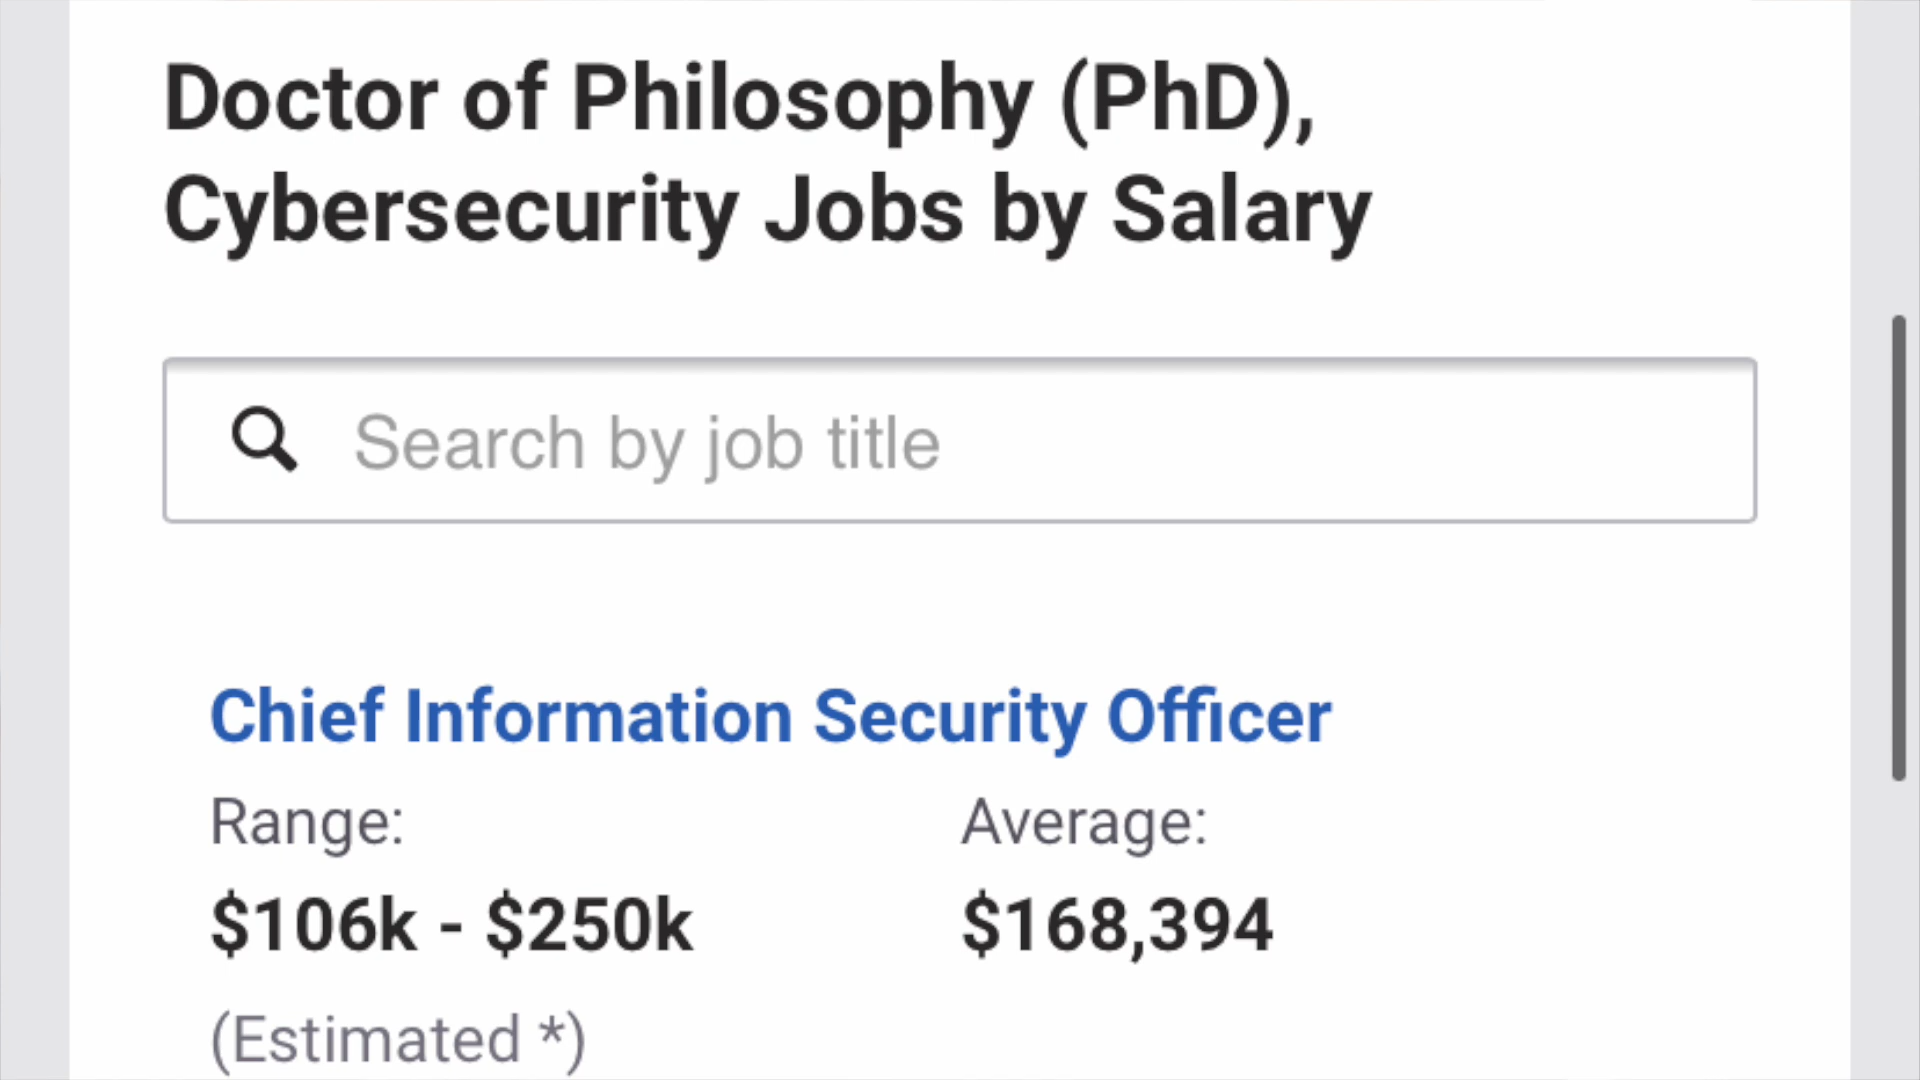 Doctor of Philosophy (PhD),
Cybersecurity Jobs by Salary
Search by job title
Chief Information Security Officer
Range: Average:
$106k - $250k $168,394
(Estimated *)